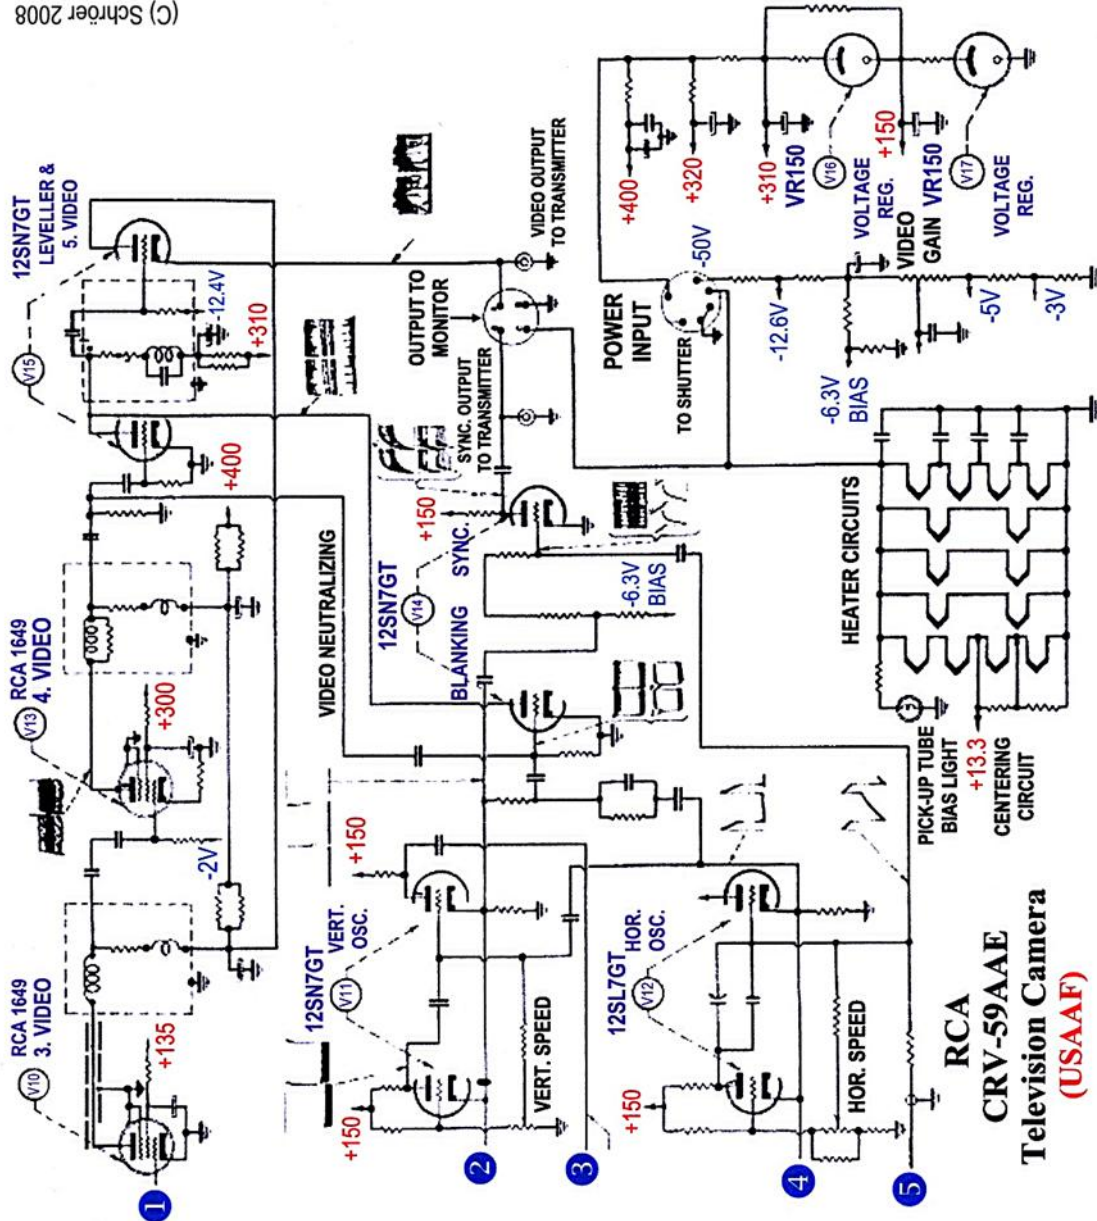 (C) Schröer 2008
RCA 1649
3. VIDEO
V10
+135
1
RCA 1649
4. VIDEO
V13
+300
-2V
12SN7GT
LEVELLER &
5. VIDEO
V15
-12.4V
+310
+400
VIDEO NEUTRALIZING
12SN7GT
VERT.
OSC.
V11
+150
+150
VERT. SPEED
2
3
12SN7GT
V14
BLANKING
SYNC.
+150
-6.3V
BIAS
SYNC. OUTPUT
TO TRANSMITTER
OUTPUT TO
MONITOR
VIDEO OUTPUT
TO TRANSMITTER
12SL7GT
HOR.
OSC.
V12
+150
HOR. SPEED
4
5
POWER
INPUT
TO SHUTTER
-50V
-12.6V
-6.3V
BIAS
VIDEO
GAIN
-5V
-3V
+400
+320
+310
VR150
V16
VOLTAGE
REG.
+150
VR150
V17
VOLTAGE
REG.
HEATER CIRCUITS
PICK-UP TUBE
BIAS LIGHT
+13.3
CENTERING
CIRCUIT
RCA
CRV-59AAE
Television Camera
(USAAF)